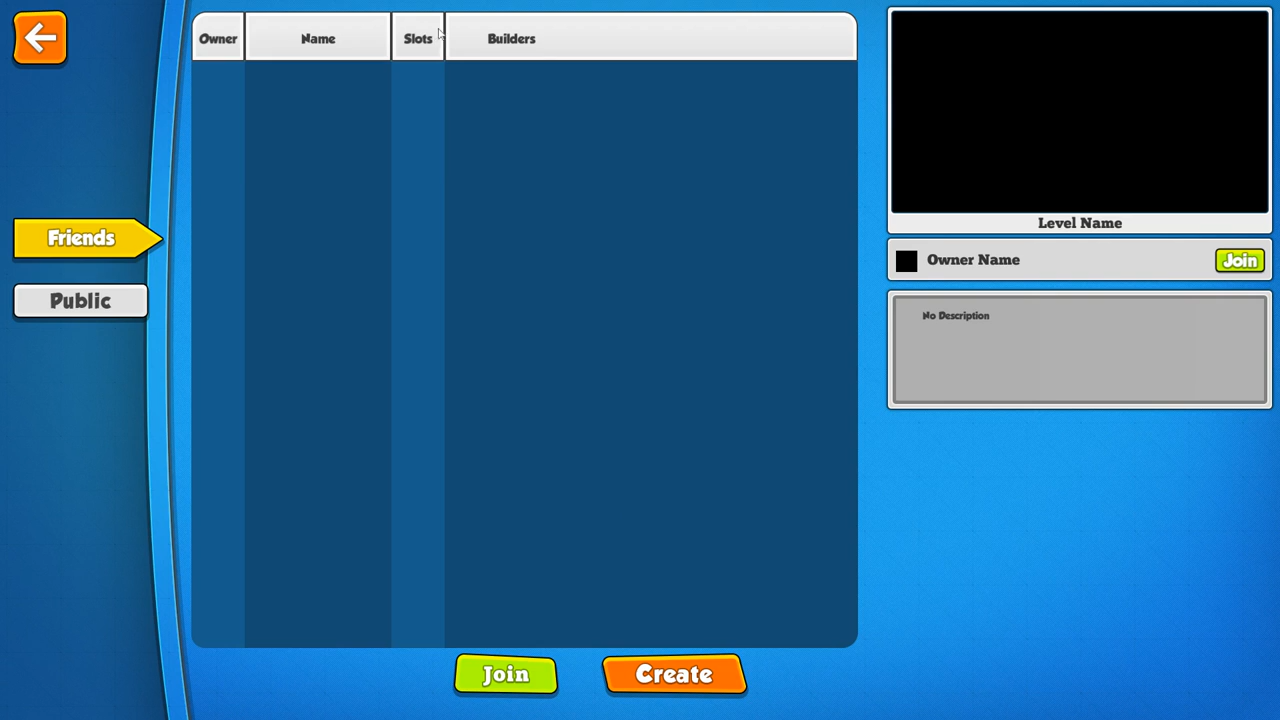 Owner Name Slots Builders
Friends
Public
Level Name
Owner Name Join
No Description
Join Create